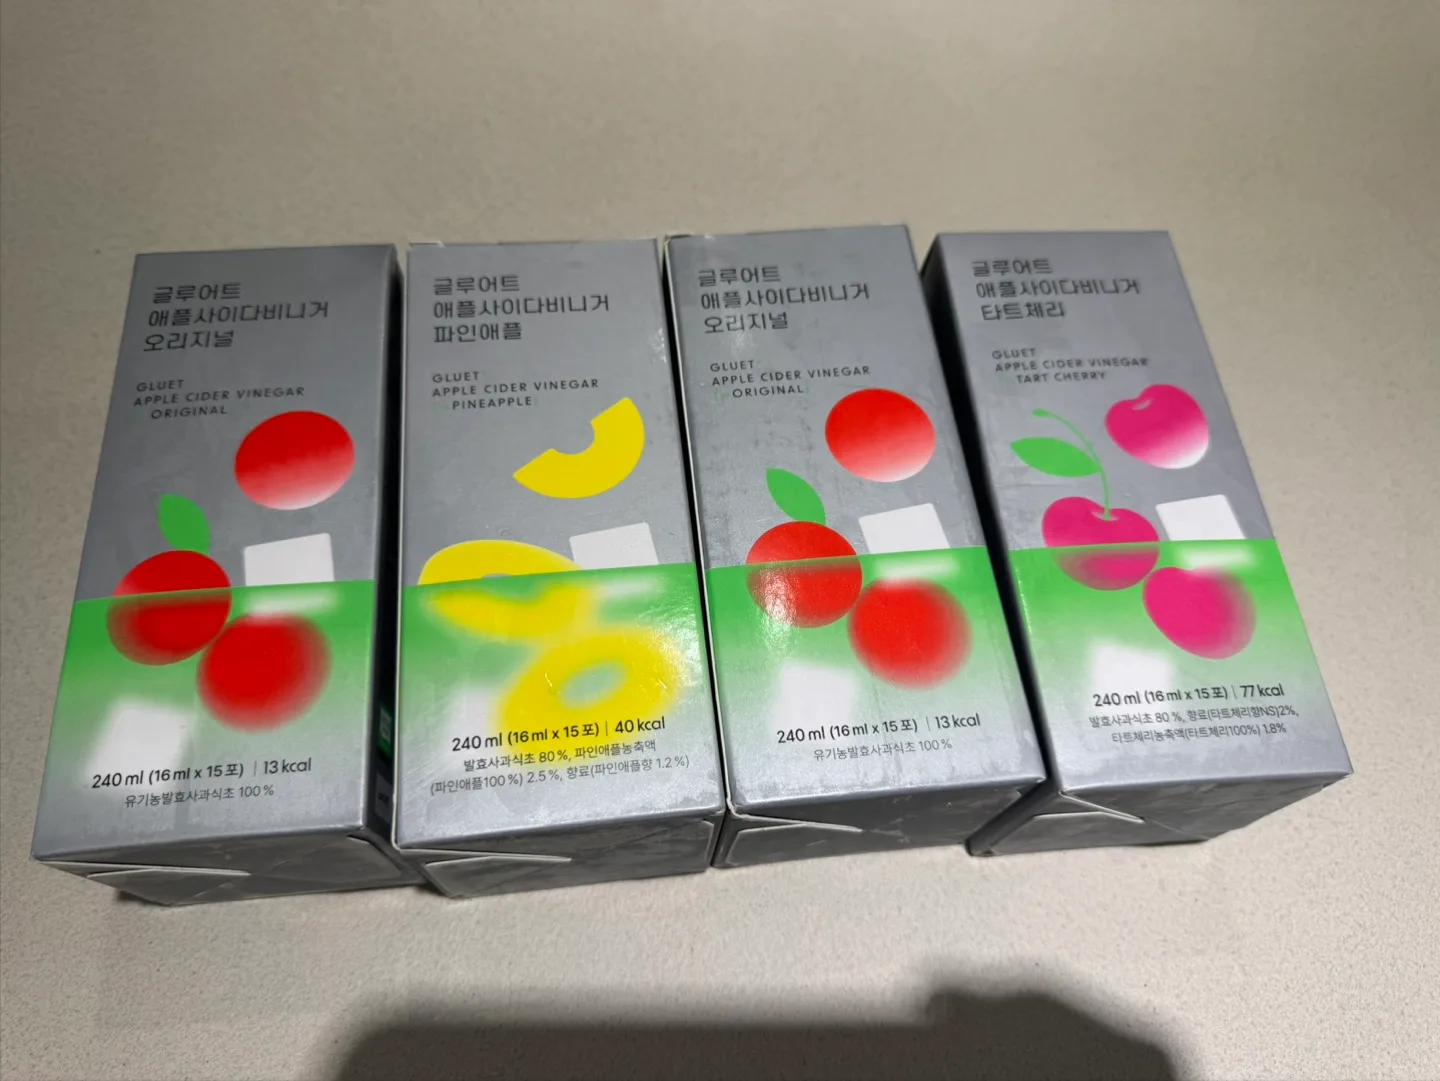 글루어트
애플사이다비니거
오리지널
GLUET
APPLE CIDER VINEGAR
ORIGINAL
240 ml (16 ml x 15 포) | 13 kcal
유기농발효사과식초 100 %
글루어트
애플사이다비니거
파인애플
GLUET
APPLE CIDER VINEGAR
PINEAPPLE
240 ml (16 ml x 15 포) | 40 kcal
발효사과식초 80 %, 파인애플농축액
(파인애플100 %) 2.5 %, 향료(파인애플향 1.2 %)
글루어트
애플사이다비니거
오리지널
GLUET
APPLE CIDER VINEGAR
ORIGINAL
240 ml (16 ml x 15 포) | 13 kcal
유기농발효사과식초 100 %
글루어트
애플사이다비니거
타트체리
GLUET
APPLE CIDER VINEGAR
TART CHERRY
240 ml (16 ml x 15 포) | 77 kcal
발효사과식초 80 %, 향료(타트체리향NS)2%,
타트체리농축액(타트체리100%) 1.8%